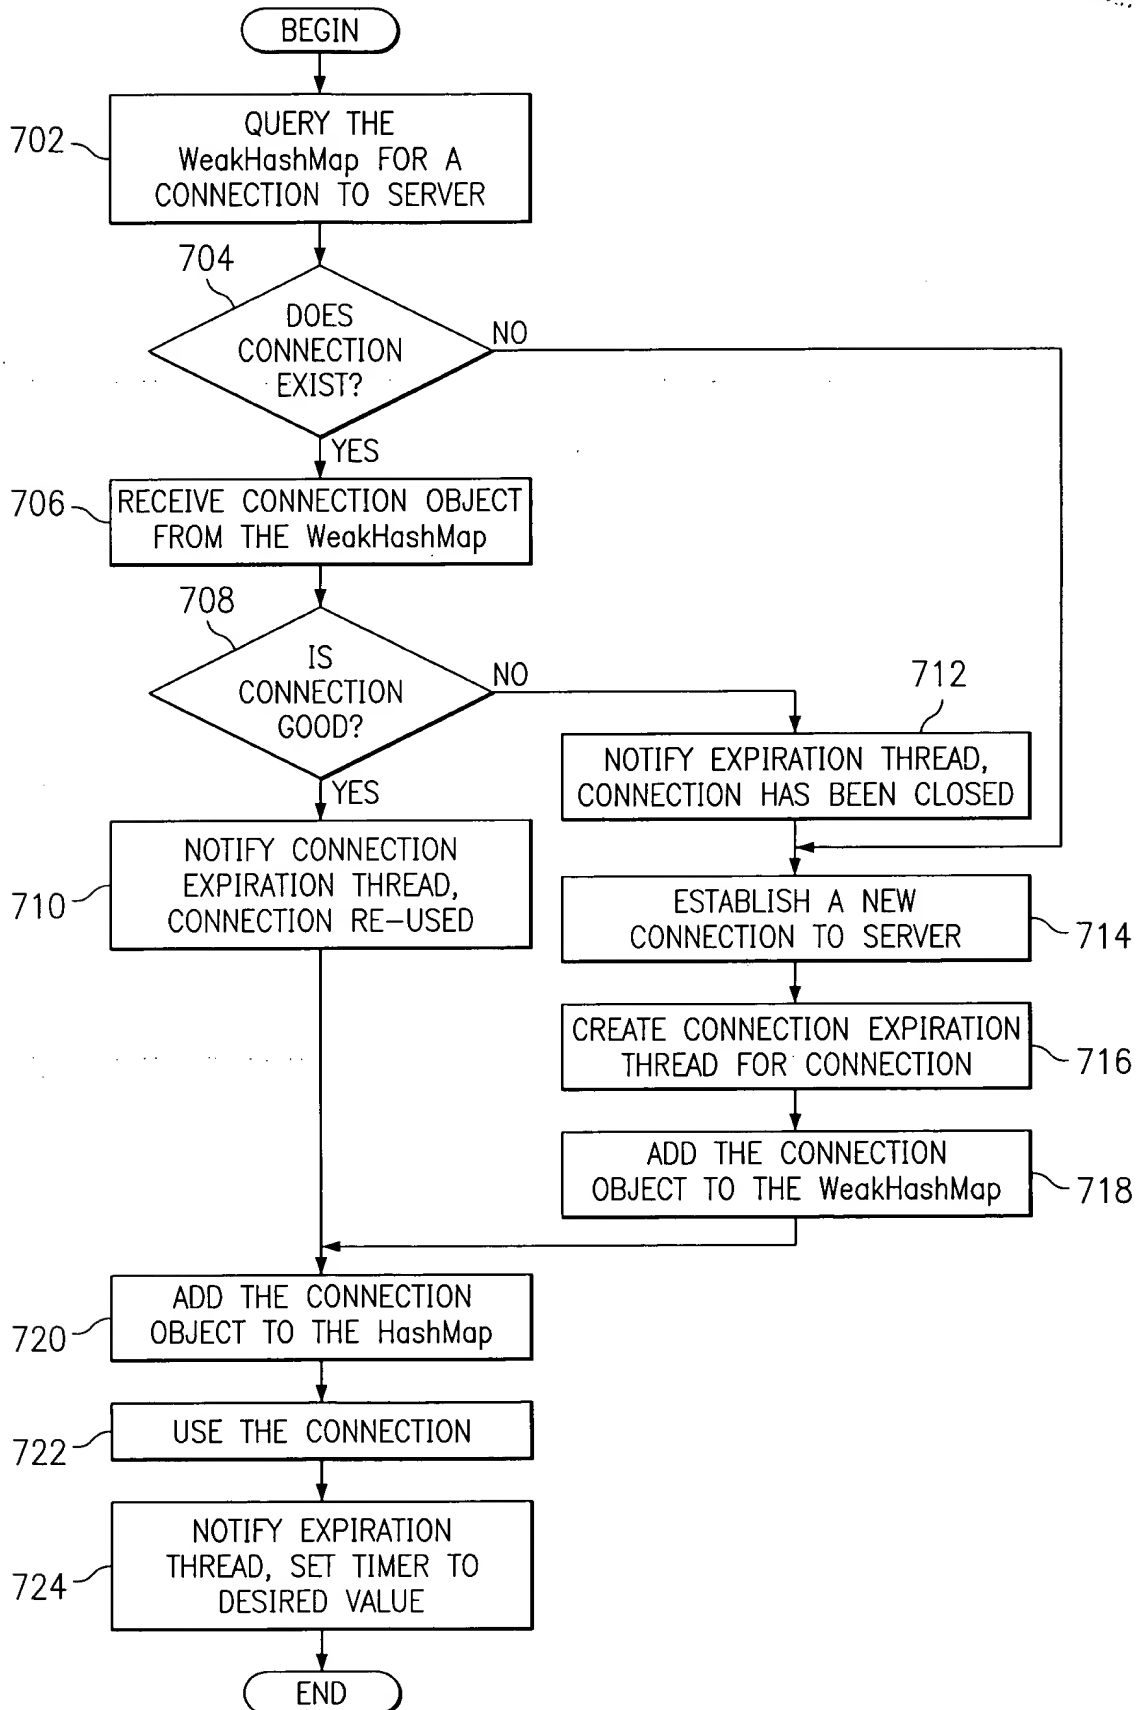 BEGIN
702
QUERY THE
WeakHashMap FOR A
CONNECTION TO SERVER
704
DOES
CONNECTION
EXIST?
NO
YES
706
RECEIVE CONNECTION OBJECT
FROM THE WeakHashMap
708
IS
CONNECTION
GOOD?
NO
YES
712
NOTIFY EXPIRATION THREAD,
CONNECTION HAS BEEN CLOSED
710
NOTIFY CONNECTION
EXPIRATION THREAD,
CONNECTION RE-USED
ESTABLISH A NEW
CONNECTION TO SERVER
714
CREATE CONNECTION EXPIRATION
THREAD FOR CONNECTION
716
ADD THE CONNECTION
OBJECT TO THE WeakHashMap
718
720
ADD THE CONNECTION
OBJECT TO THE HashMap
722
USE THE CONNECTION
724
NOTIFY EXPIRATION
THREAD, SET TIMER TO
DESIRED VALUE
END